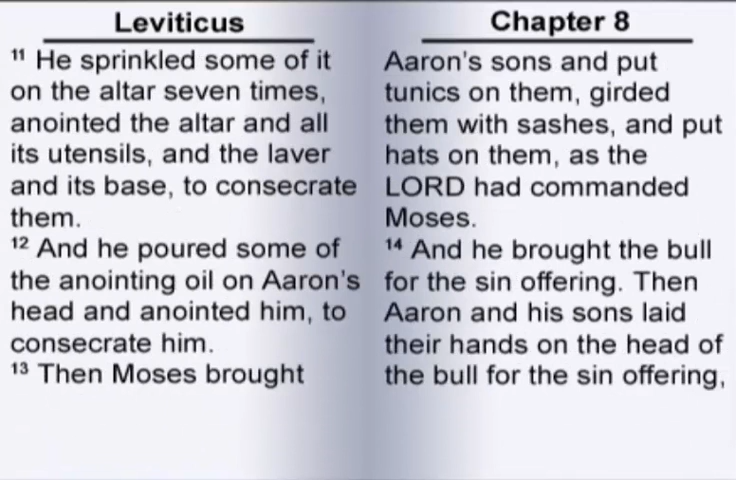 Leviticus
¹¹ He sprinkled some of it
on the altar seven times,
anointed the altar and all
its utensils, and the laver
and its base, to consecrate
them.
¹² And he poured some of
the anointing oil on Aaron's
head and anointed him, to
consecrate him.
¹³ Then Moses brought
Chapter 8
Aaron's sons and put
tunics on them, girded
them with sashes, and put
hats on them, as the
LORD had commanded
Moses.
¹⁴ And he brought the bull
for the sin offering. Then
Aaron and his sons laid
their hands on the head of
the bull for the sin offering,